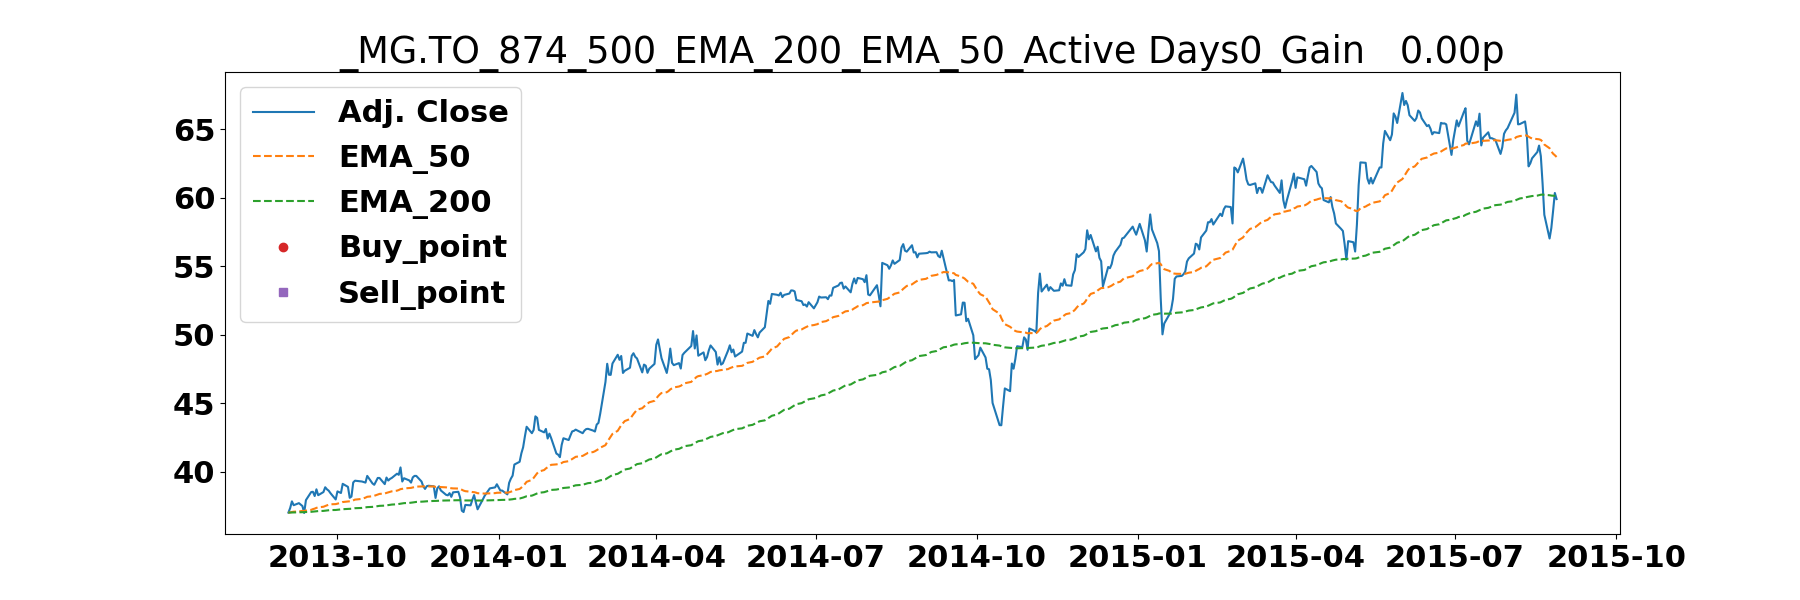 _MG.TO_874_500_EMA_200_EMA_50_Active Days0_Gain   0.00p
Adj. Close
EMA_50
EMA_200
Buy_point
Sell_point
65
60
55
50
45
40
2013-10 2014-01 2014-04 2014-07 2014-10 2015-01 2015-04 2015-07 2015-10